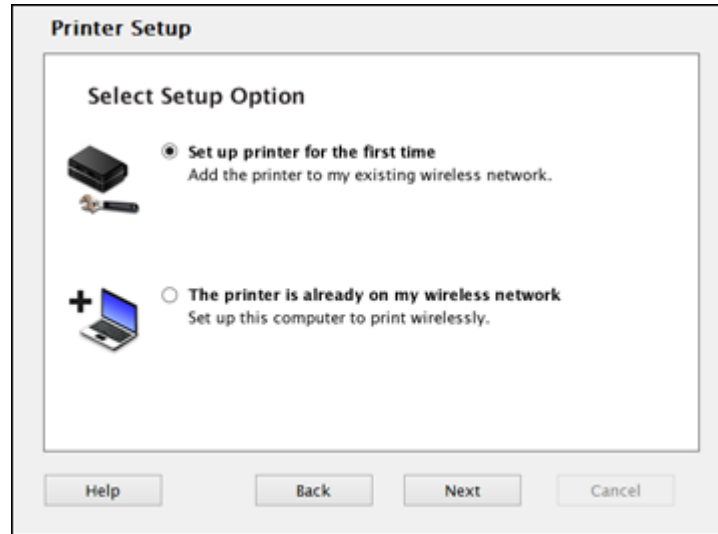 Printer Setup
Select Setup Option
Set up printer for the first time
Add the printer to my existing wireless network.
The printer is already on my wireless network
Set up this computer to print wirelessly.
Help
Back
Next
Cancel